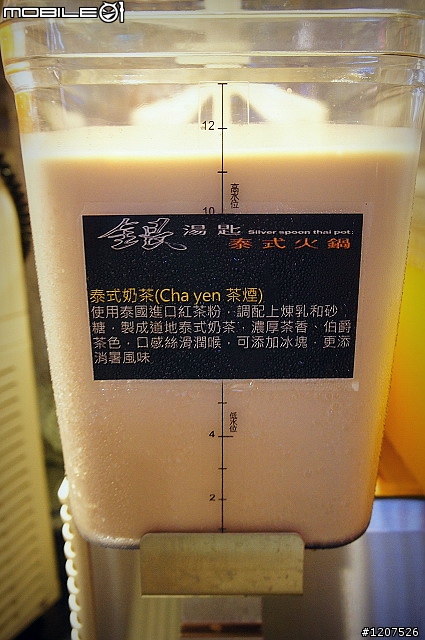 MOBILE01
12
高水位
10
銀湯匙 Silver spoon thai pot:
泰式火鍋
泰式奶茶(Cha yen 茶煙)
使用泰國進口紅茶粉﹐調配上煉乳和砂
糖﹐製成道地泰式奶茶﹐濃厚茶香、伯爵
茶色﹐口感絲滑潤喉﹐可添加冰塊﹐更添
消暑風味
低水位
4
2
#1207526